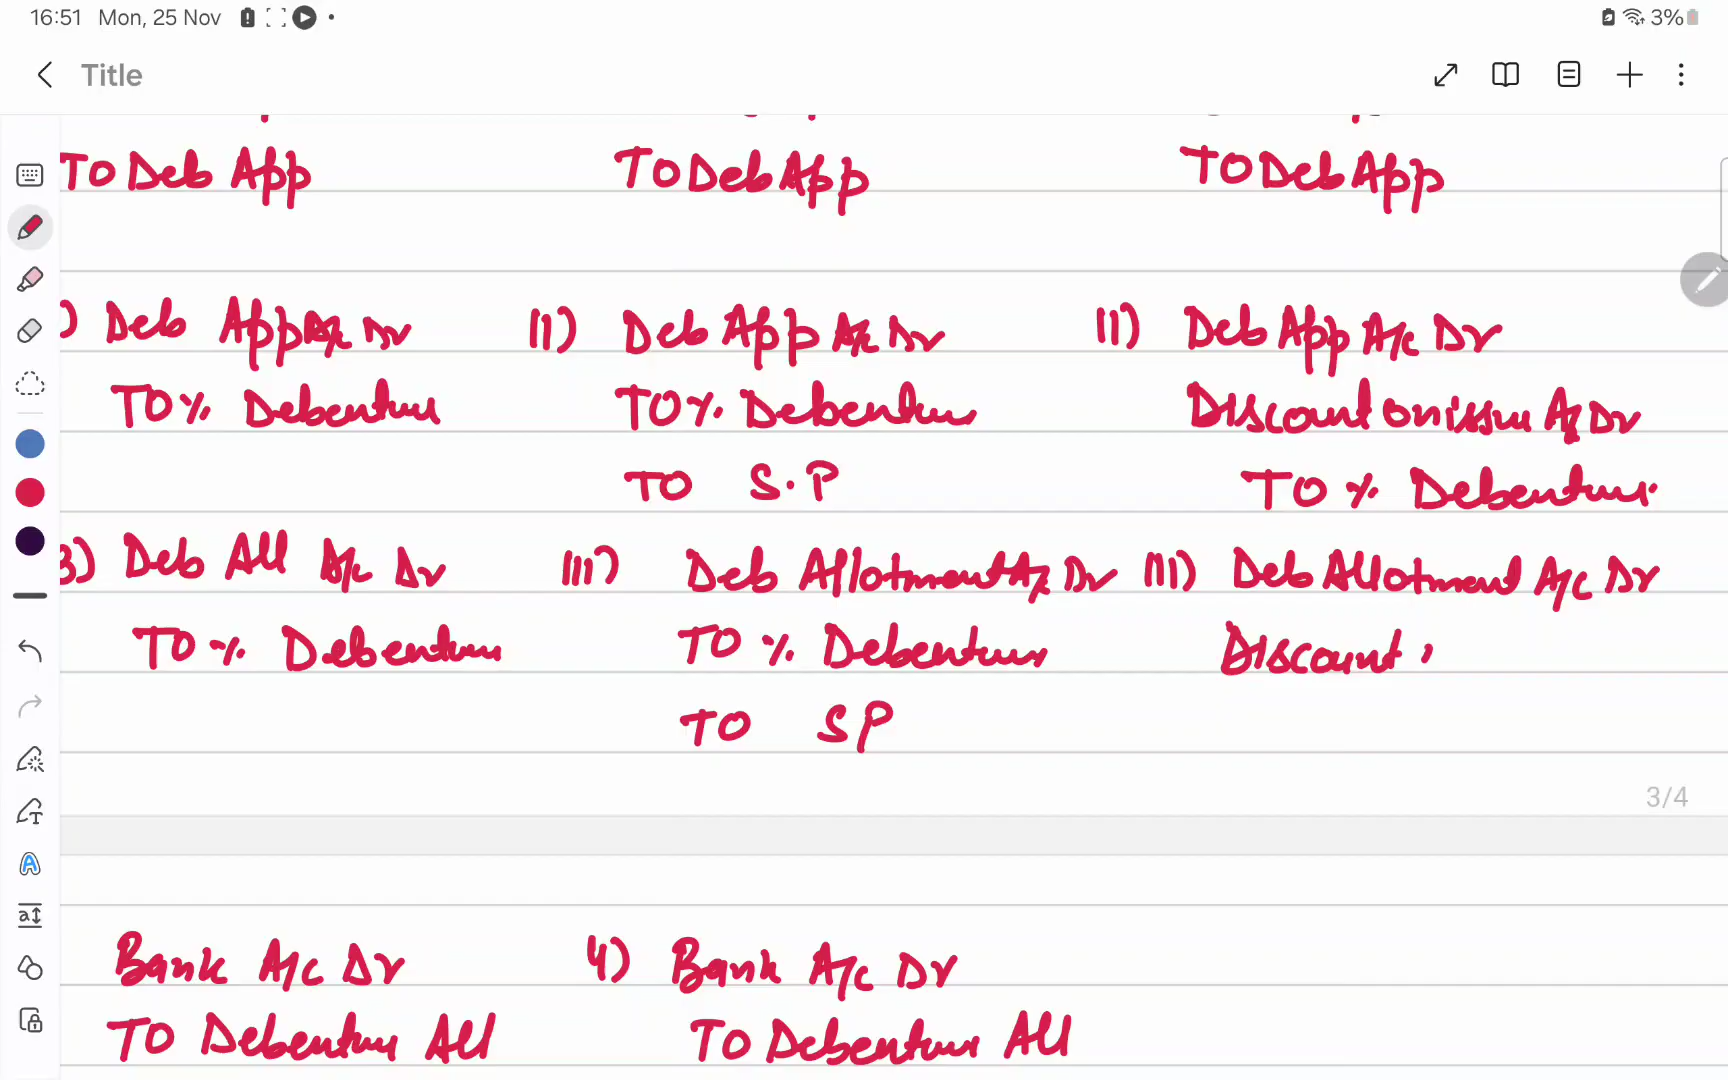 16:51 Mon, 25 Nov 3%
Title
To Deb App To Deb App To Deb App
) Deb App A/c Dr II) Deb App A/c Dr II) Deb App A/c Dr
To % Debenture To % Debenture Discount on issue A/c Dr
To S.P To % Debenture
3) Deb All A/c Dr III) Deb Allotment A/c Dr III) Deb Allotment A/c Dr
To % Debenture To % Debenture Discount
To SP
3/4
Bank A/c Dr 4) Bank A/c Dr
To Debenture All To Debenture All